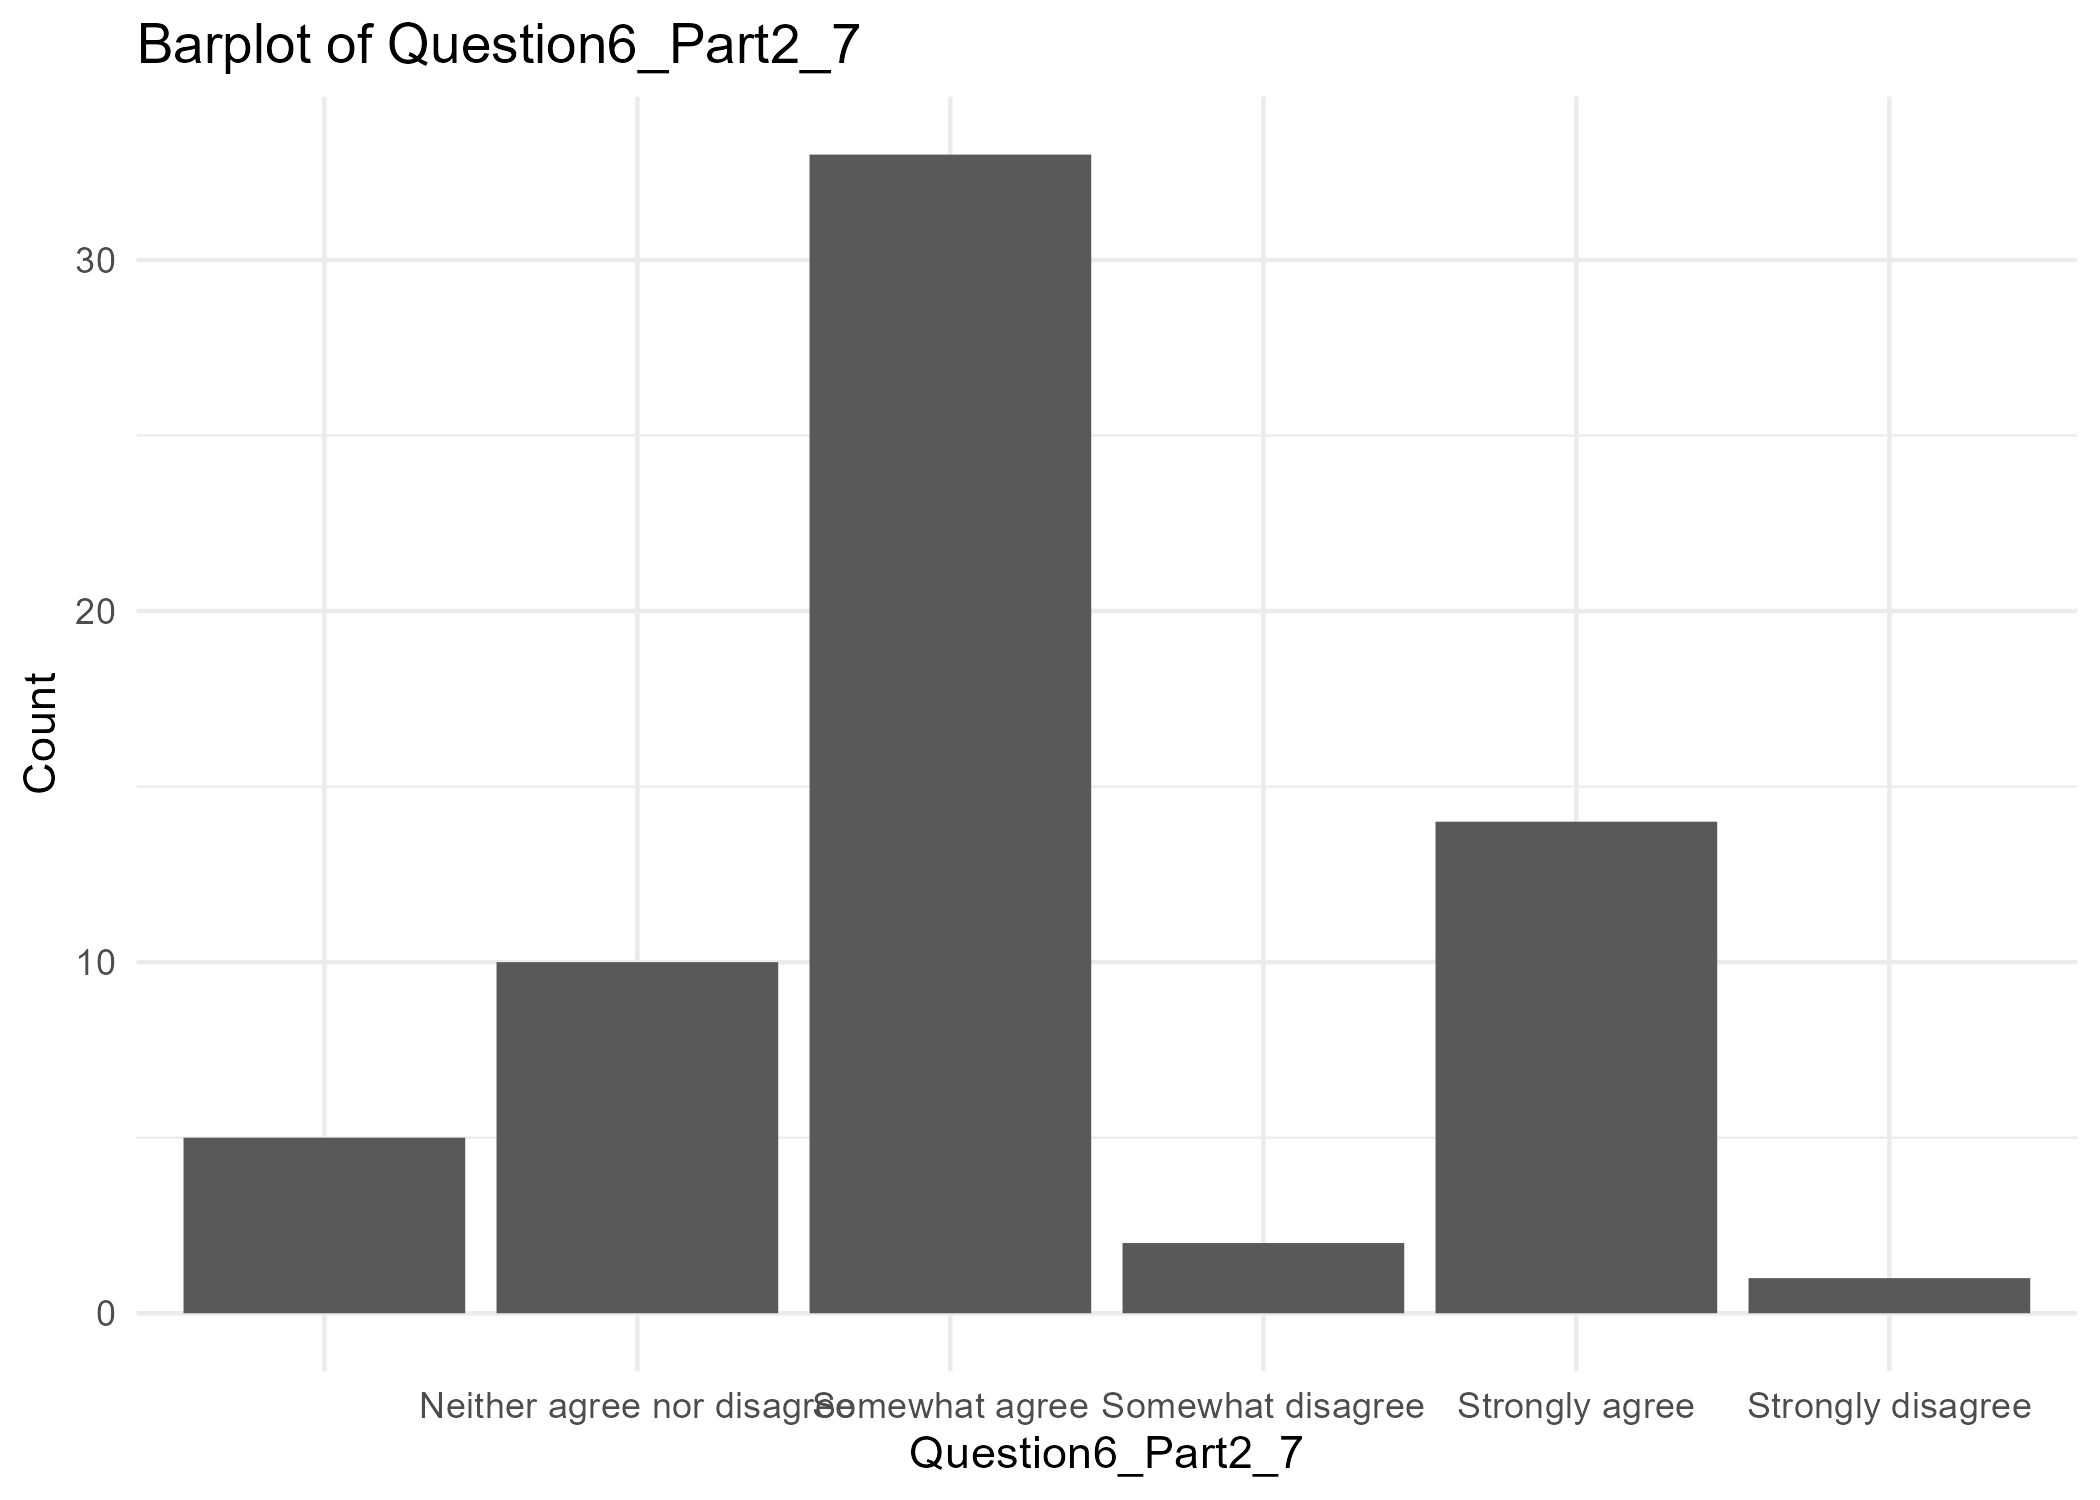 Barplot of Question6_Part2_7
Count
30
20
10
0
Neither agree nor disagree Somewhat agree Somewhat disagree Strongly agree Strongly disagree
Question6_Part2_7